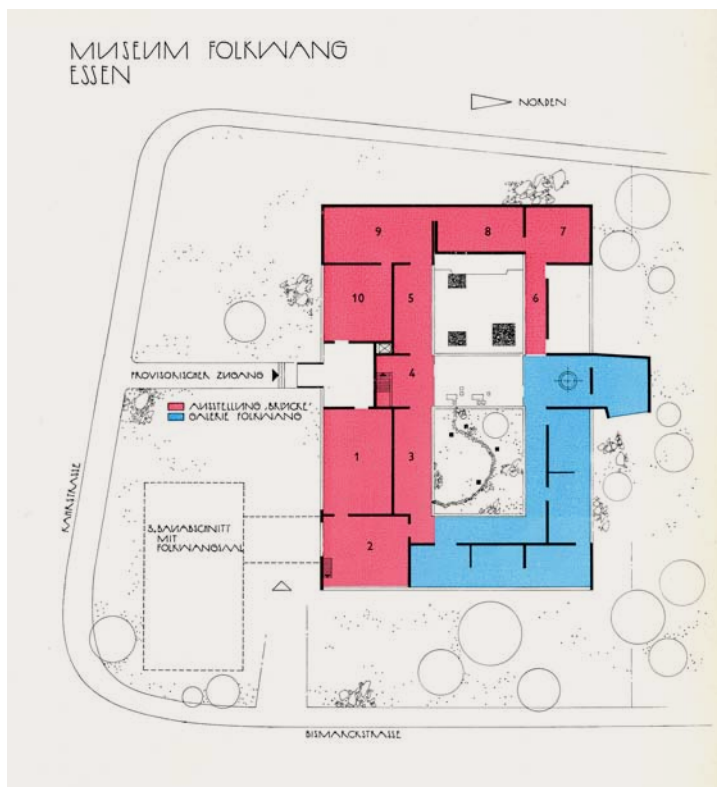 MUSEUM FOLKWANG
ESSEN
NORDEN
9
8
7
10
5
6
PROVISORISCHER ZUGANG
4
AUSSTELLUNG „BRÜCKE"
GALERIE FOLKWANG
1
3
KAHRSTRASSE
3. BAUABSCHNITT
MIT
FOLKWANGSAAL
2
BISMARCKSTRASSE